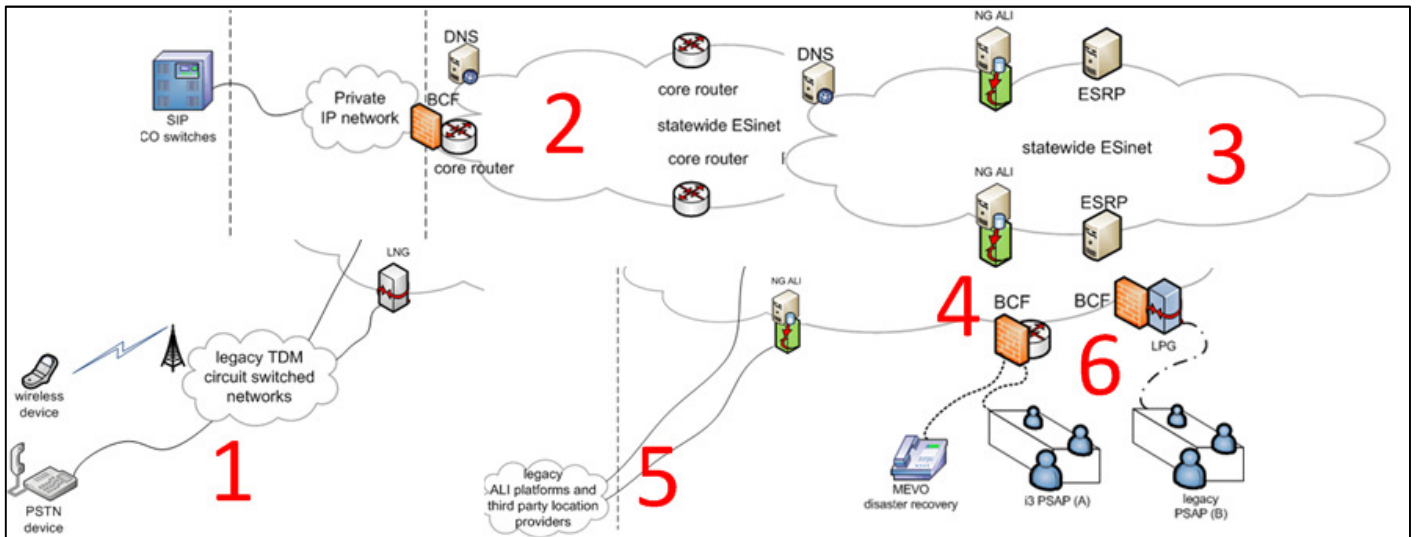 SIP
CO switches
Private
IP network
DNS
BCF
core router
2
core router
statewide ESinet
core router
DNS
NG ALI
ESRP
statewide ESinet
3
NG ALI
ESRP
LNG
legacy TDM
circuit switched
networks
wireless
device
PSTN
device
1
NG ALI
legacy
ALI platforms and
third party location
providers
5
4
BCF
BCF
LPG
6
MEVO
disaster recovery
i3 PSAP (A)
legacy
PSAP (B)